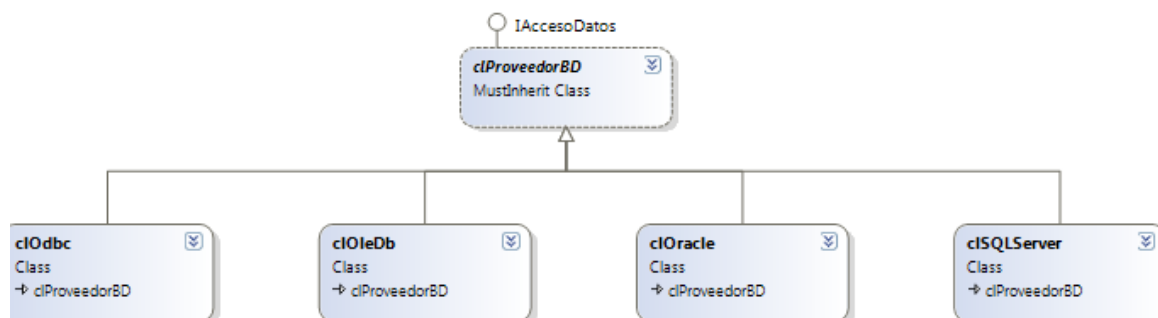 IAccesoDatos
clProveedorBD
MustInherit Class
clOdbc
Class
clProveedorBD
clOleDb
Class
clProveedorBD
clOracle
Class
clProveedorBD
clSQLServer
Class
clProveedorBD